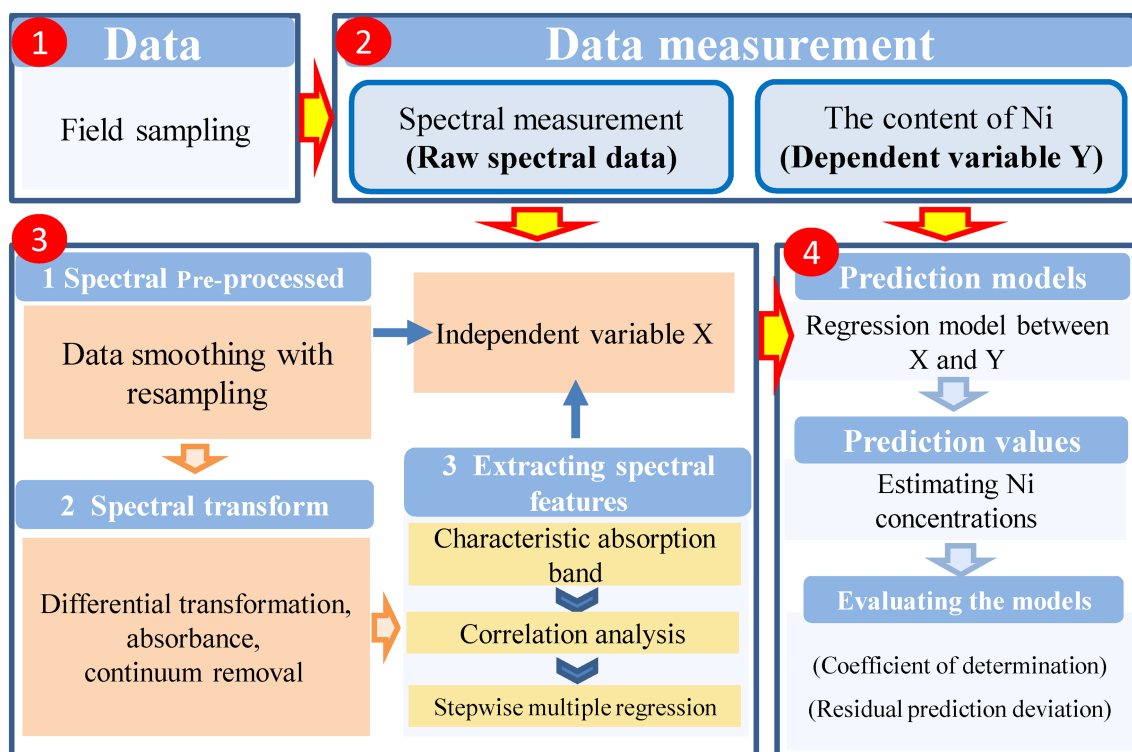 1
Data
Field sampling
2
Data measurement
Spectral measurement
(Raw spectral data)
The content of Ni
(Dependent variable Y)
3
1 Spectral Pre-processed
Data smoothing with
resampling
Independent variable X
2 Spectral transform
Differential transformation,
absorbance,
continuum removal
3 Extracting spectral
features
Characteristic absorption
band
Correlation analysis
Stepwise multiple regression
4
Prediction models
Regression model between
X and Y
Prediction values
Estimating Ni
concentrations
Evaluating the models
(Coefficient of determination)
(Residual prediction deviation)